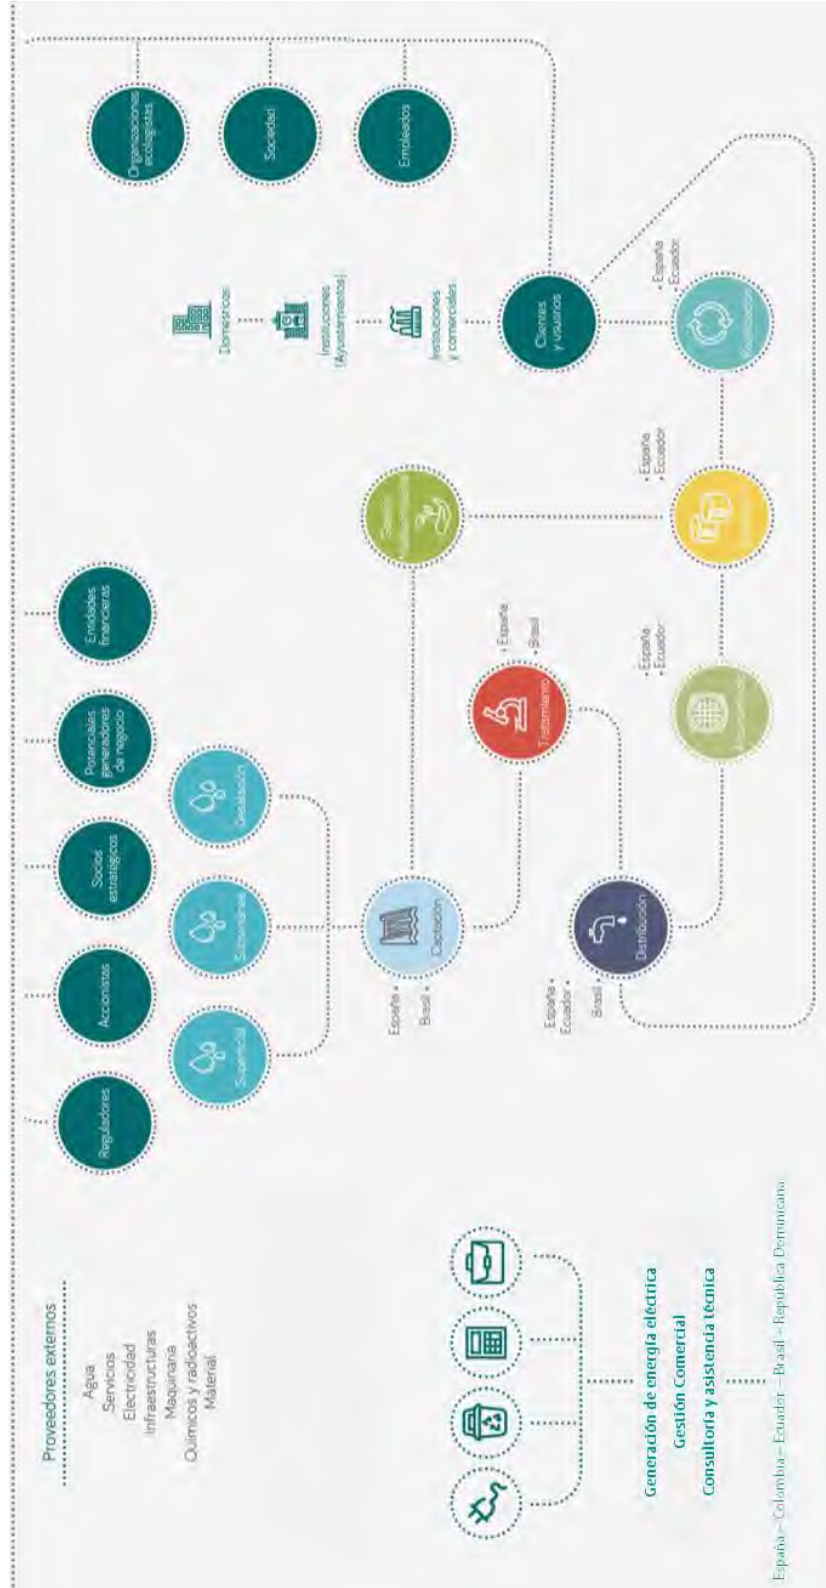 Proveedores externos
Agua
Servicios
Electricidad
Infraestructuras
Maquinaria
Químicos y radioactivos
Material
Reguladores
Accionistas
Socios
estratégicos
Potenciales
generadores
de negocio
Entidades
financieras
Organizaciones
ecologistas
Sociedad
Empleados
Superficial
Desalación
Domésticos
Instituciones
(Ayuntamientos)
Instituciones
y comerciales
Clientes
y usuarios
España •
Brasil •
Captación
Tratamiento
• España
• Brasil
España •
Ecuador •
Brasil •
Distribución
• España
• Ecuador
• España
• Ecuador
• España
• Ecuador
Generación de energía eléctrica
Gestión Comercial
Consultoría y asistencia técnica
España – Colombia – Ecuador – Brasil - Republica Dominicana